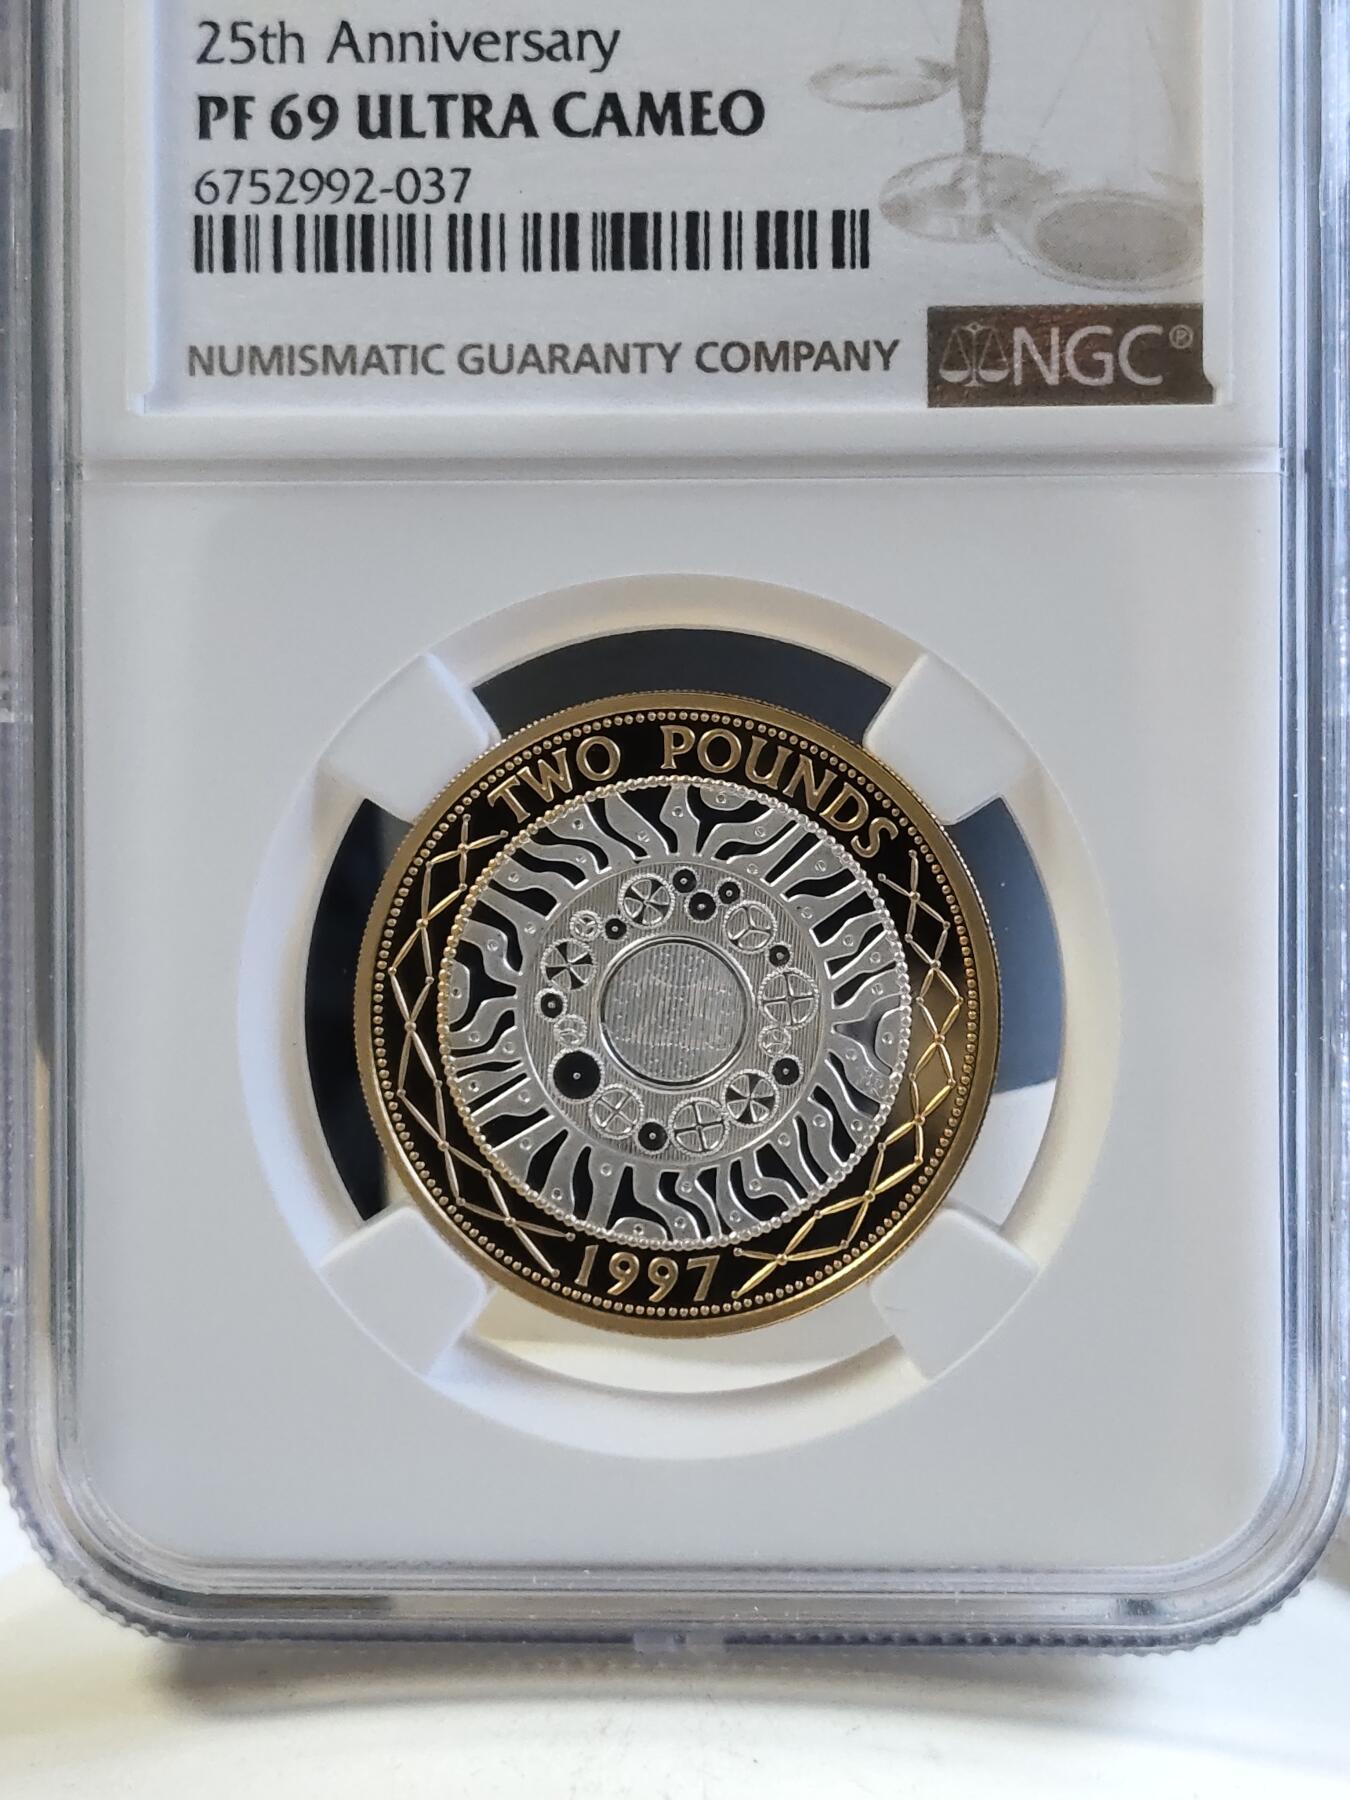 25th Anniversary
PF 69 ULTRA CAMEO
6752992-037
NUMISMATIC GUARANTY COMPANY
NGC®
TWO POUNDS
1997